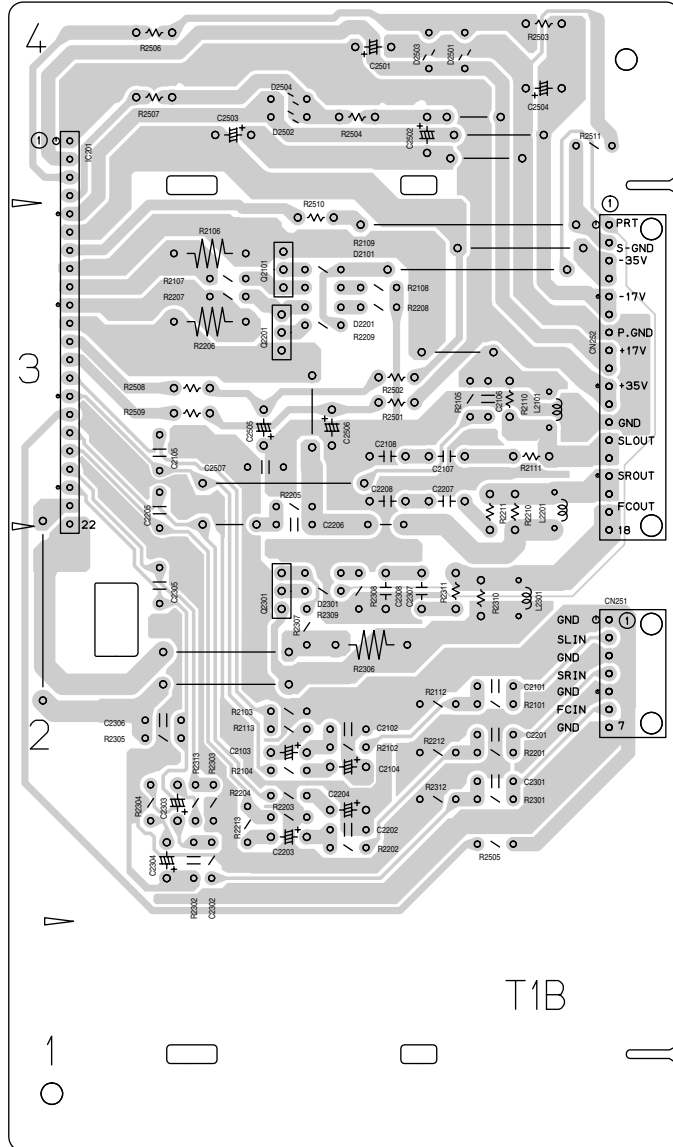 4
R2506
R2503
C2501
D2503
D2501
C2504
D2504
R2507
C2503
D2502
R2504
C2502
R2511
1
IC201
R2510
1
PRT
R2106
R2109
S-GND
D2101
-35V
Q2101
R2107
R2108
R2207
-17V
R2208
Q2201
D2201
P.GND
R2206
R2209
CN252
+17V
3
R2508
R2502
+35V
R2105
C2106
R2110
L2101
R2509
R2501
C2505
C2506
GND
C2108
SLOUT
C2105
C2507
C2107
R2111
C2208
C2207
SROUT
R2205
C2205
R2211
R2210
L2201
FCOUT
22
C2206
18
C2305
Q2301
D2301
R2309
R2308
C2308
C2307
R2311
R2310
L2301
CN251
R2307
GND
1
SLIN
R2306
GND
SRIN
C2101
R2112
GND
R2103
R2101
FCIN
C2306
R2113
C2102
C2201
GND
7
2
R2305
C2103
R2102
R2212
R2201
R2104
C2104
R2313
R2303
R2204
C2204
C2301
R2304
C2303
R2203
R2312
R2301
R2213
C2202
C2203
R2202
R2505
C2304
R2302
C2302
T1B
1